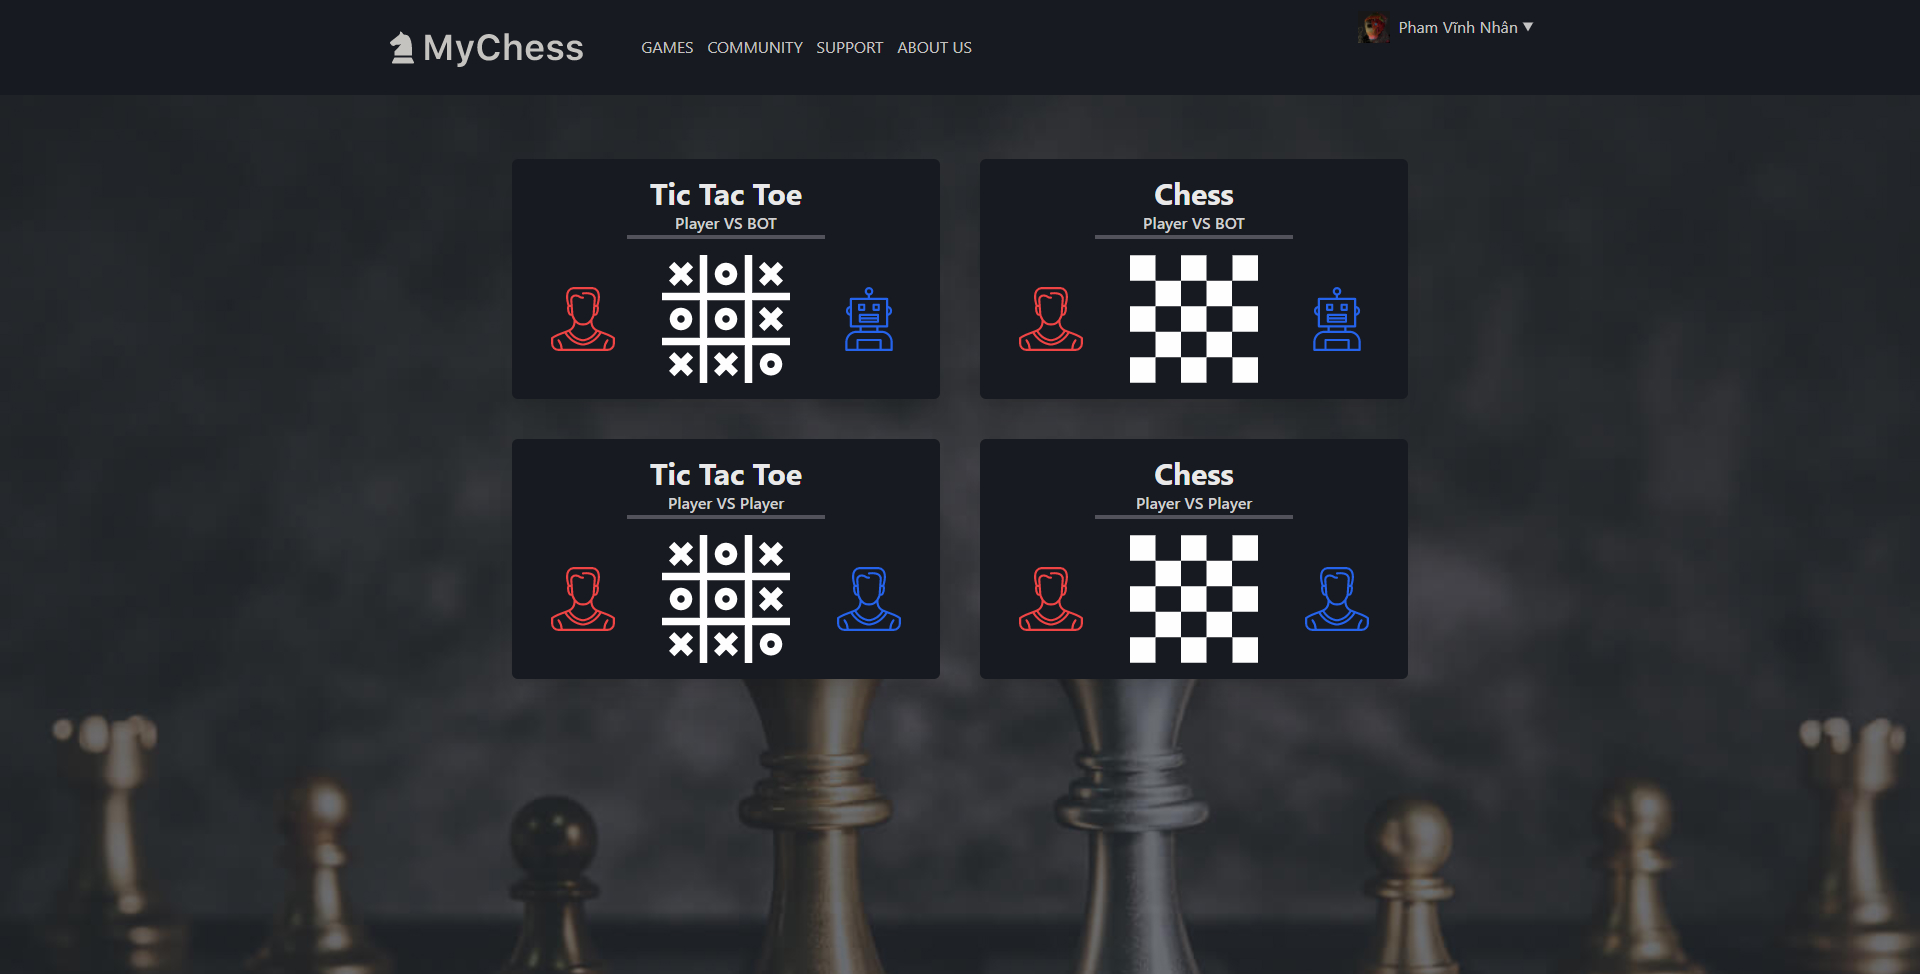 MyChess
GAMES COMMUNITY SUPPORT ABOUT US
Pham Vĩnh Nhân ▼
Tic Tac Toe
Player VS BOT
Chess
Player VS BOT
Tic Tac Toe
Player VS Player
Chess
Player VS Player